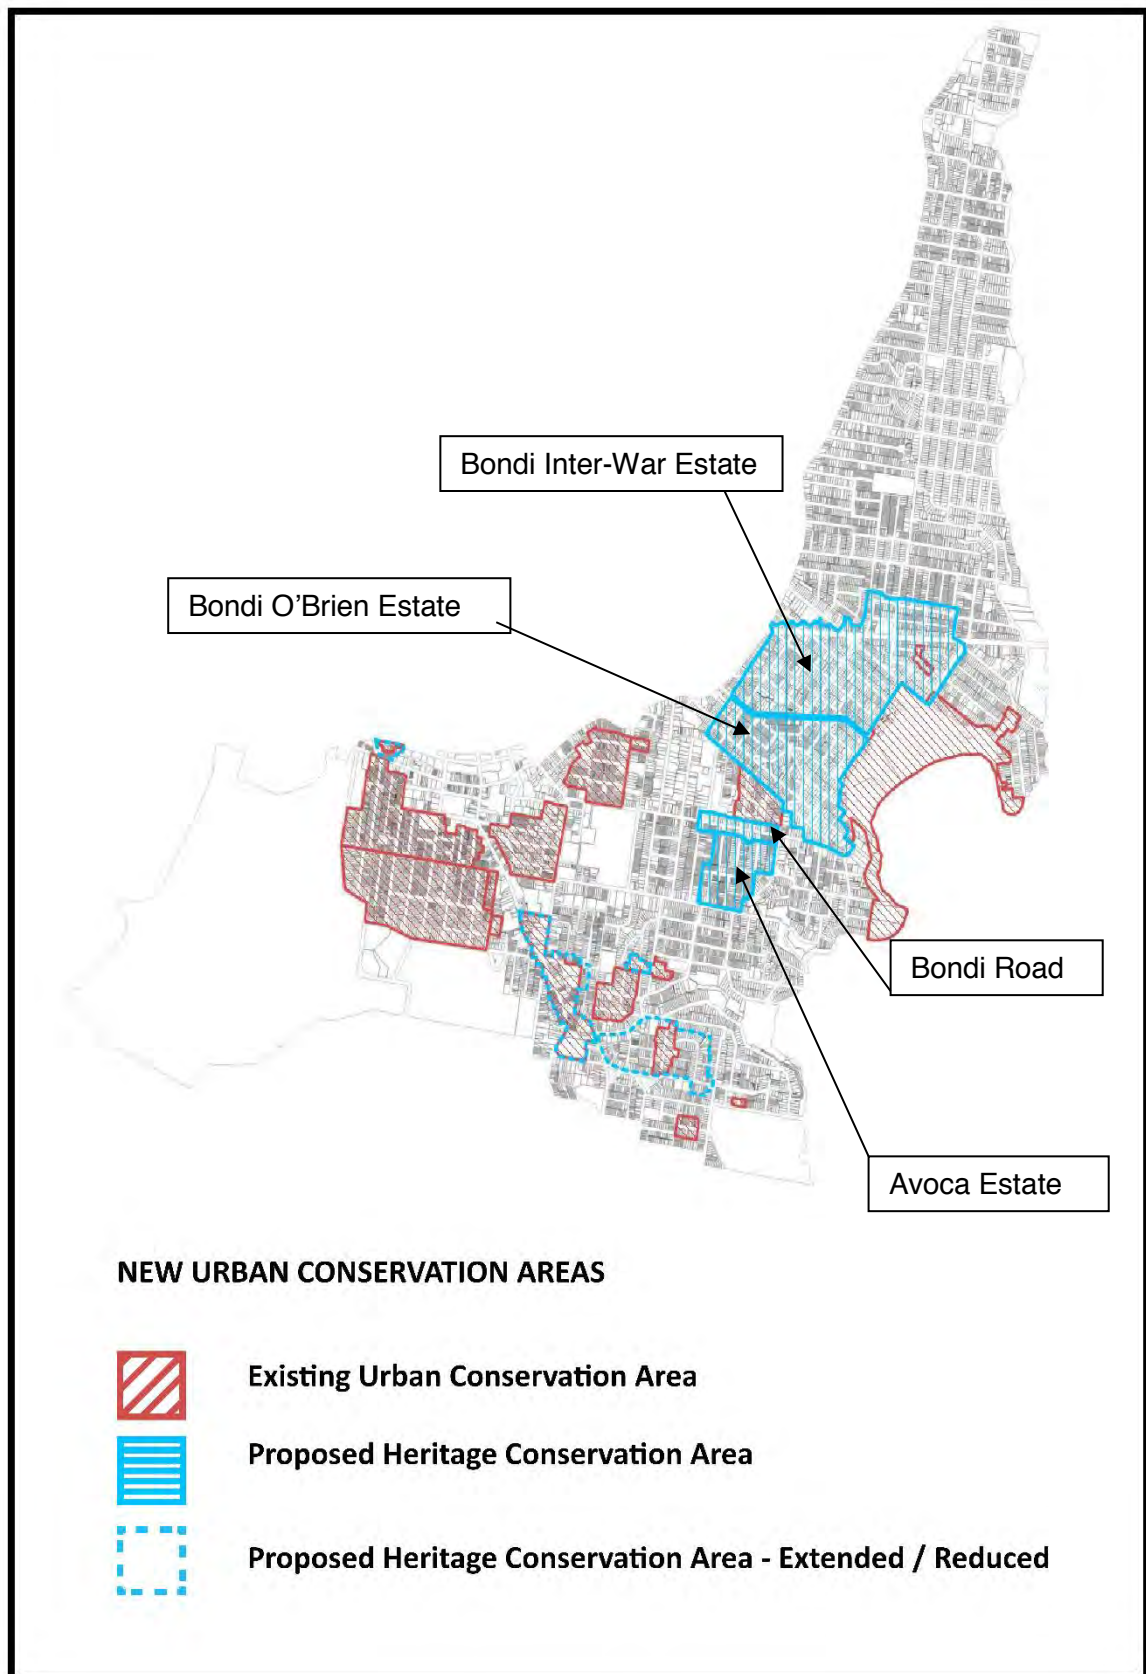 Bondi Inter-War Estate
Bondi O’Brien Estate
Bondi Road
Avoca Estate
NEW URBAN CONSERVATION AREAS
Existing Urban Conservation Area
Proposed Heritage Conservation Area
Proposed Heritage Conservation Area - Extended / Reduced